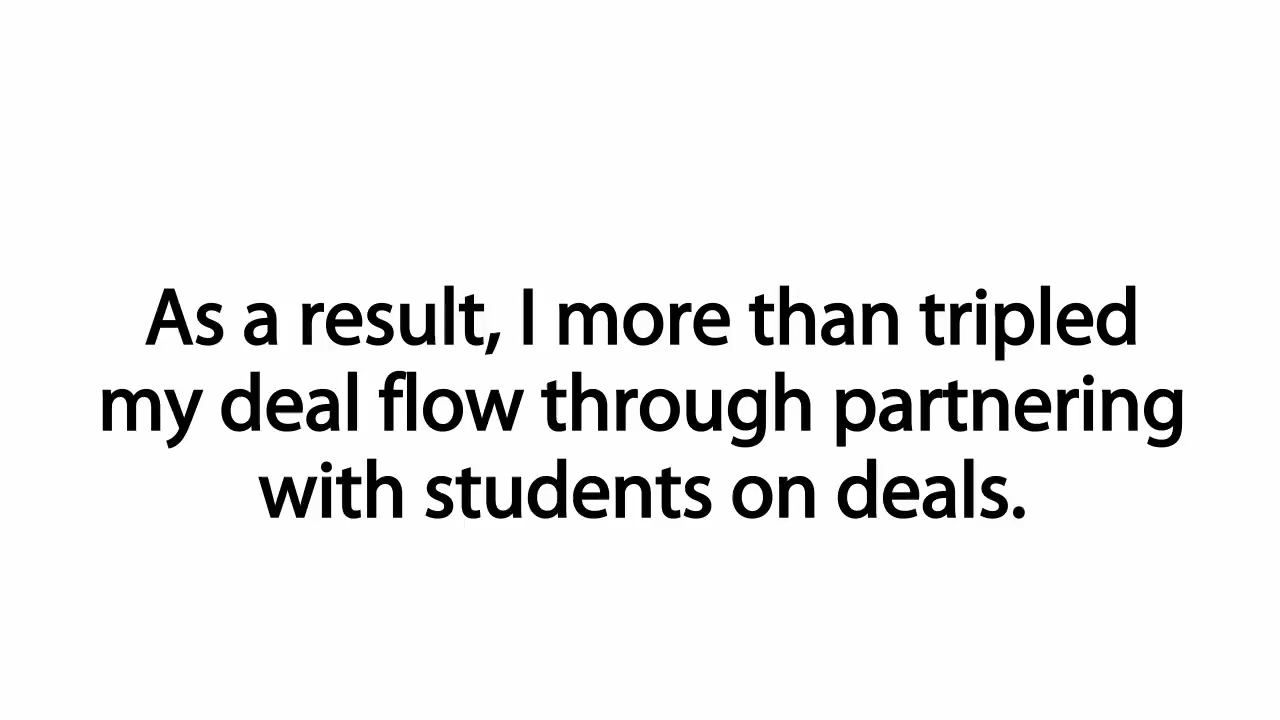 As a result, I more than tripled
my deal flow through partnering
with students on deals.